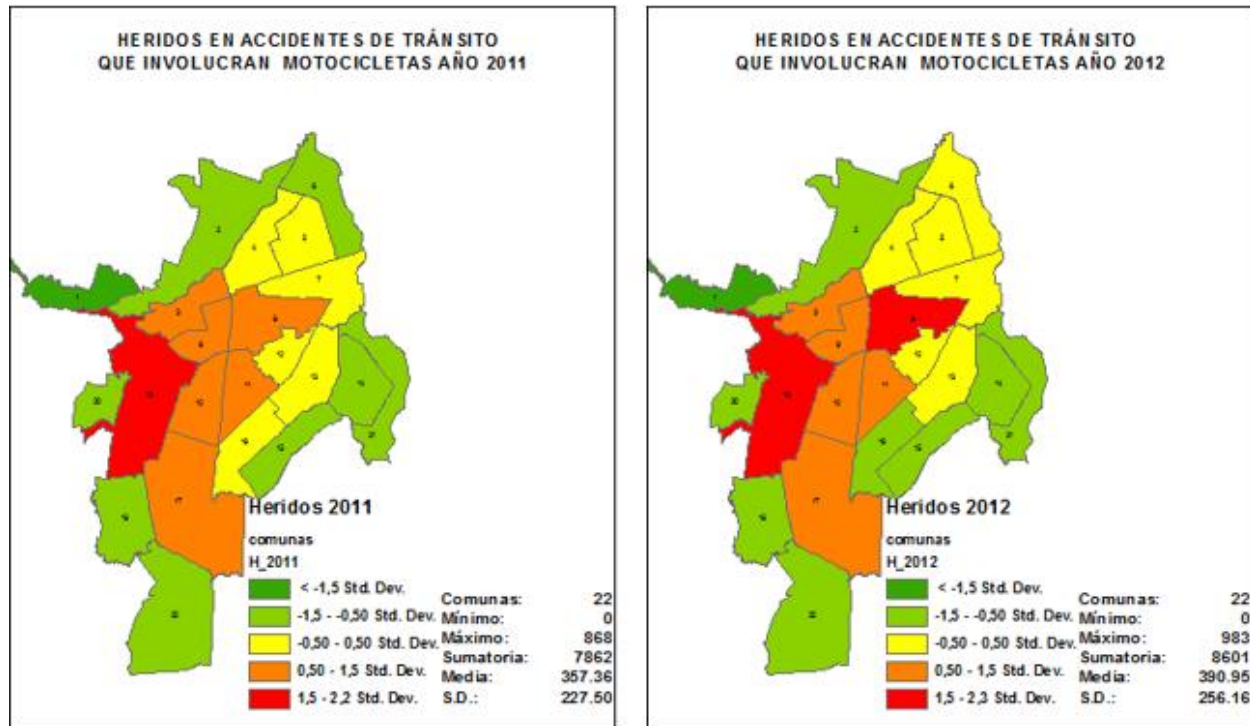 HERIDOS EN ACCIDENTES DE TRÁNSITO
QUE INVOLUCRAN MOTOCICLETAS AÑO 2011
Heridos 2011
comunas
H_2011
< -1,5 Std. Dev.
-1,5 - -0,50 Std. Dev.
-0,50 - 0,50 Std. Dev.
0,50 - 1,5 Std. Dev.
1,5 - 2,2 Std. Dev.
Comunas: 22
Mínimo: 0
Máximo: 868
Sumatoria: 7862
Media: 357.36
S.D.: 227.50
HERIDOS EN ACCIDENTES DE TRÁNSITO
QUE INVOLUCRAN MOTOCICLETAS AÑO 2012
Heridos 2012
comunas
H_2012
< -1,5 Std. Dev.
-1,5 - -0,50 Std. Dev.
-0,50 - 0,50 Std. Dev.
0,50 - 1,5 Std. Dev.
1,5 - 2,3 Std. Dev.
Comunas: 22
Mínimo: 0
Máximo: 983
Sumatoria: 8601
Media: 390.95
S.D.: 256.16